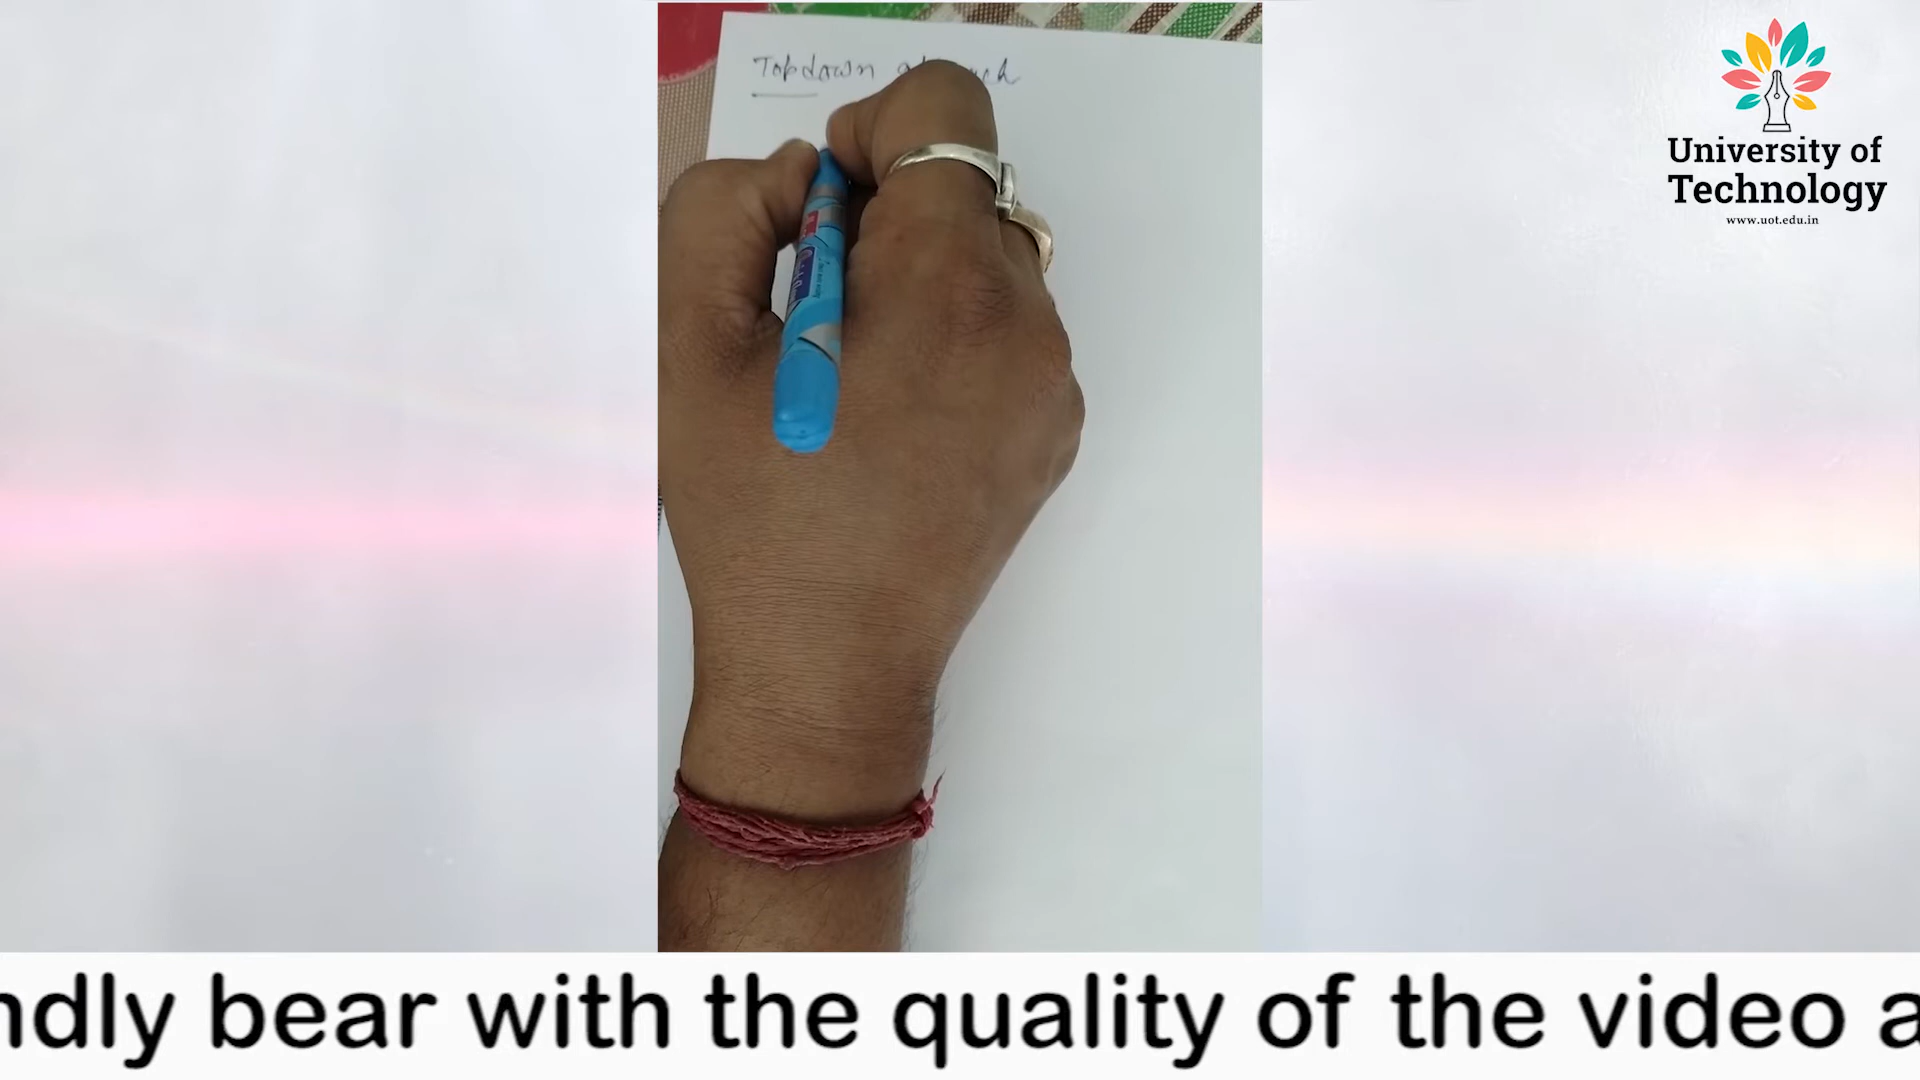 Topdown
University of
Technology
www.uot.edu.in
ndly bear with the quality of the video a